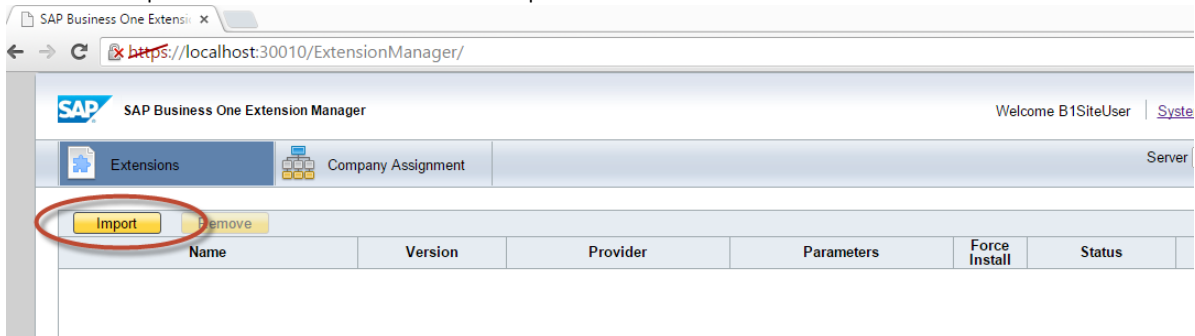 SAP Business One Extensi
https://localhost:30010/ExtensionManager/
SAP SAP Business One Extension Manager Welcome B1SiteUser Syste
Extensions Company Assignment Server
Import Remove
Name Version Provider Parameters Force Install Status